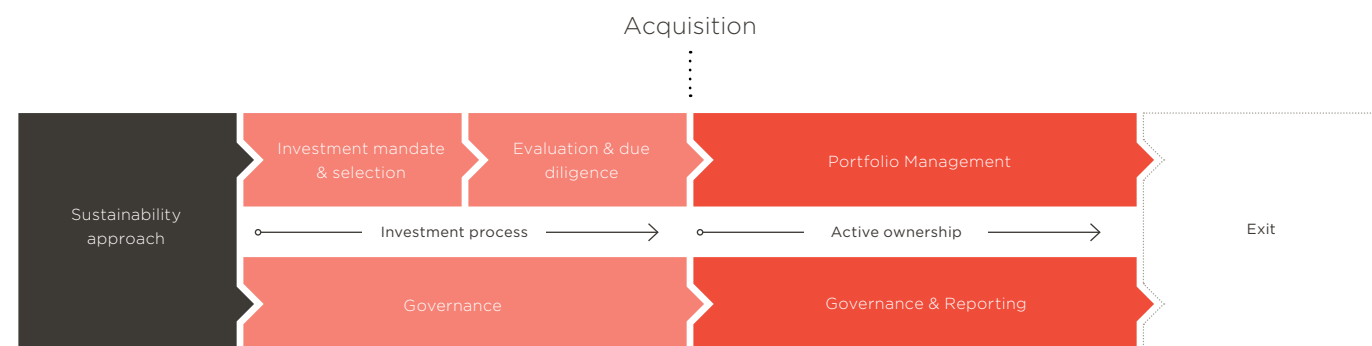 Acquisition
Sustainability
approach
Investment mandate
& selection
Evaluation & due
diligence
Portfolio Management
Investment process
Active ownership
Exit
Governance
Governance & Reporting